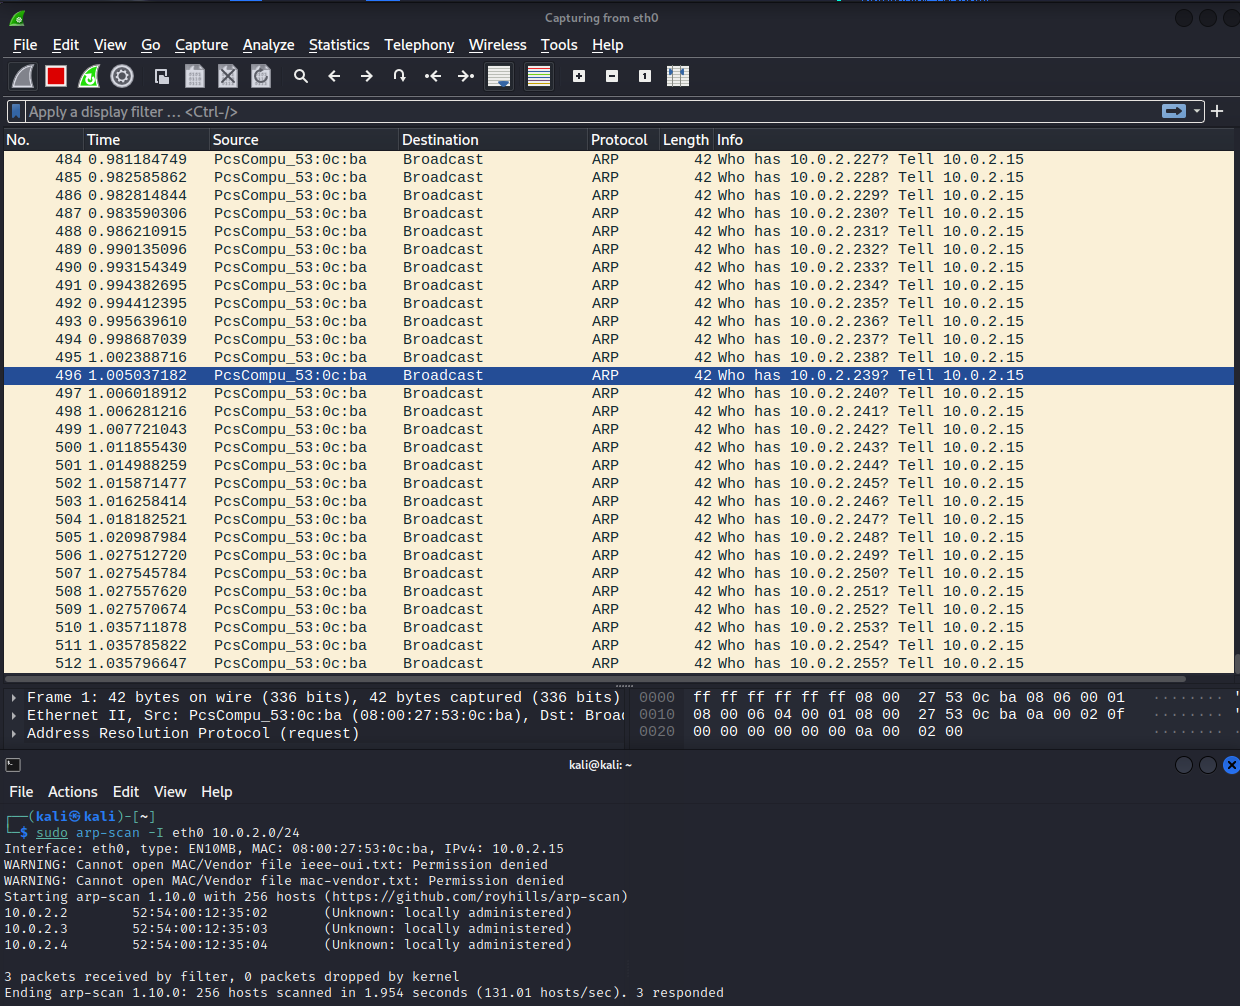 Capturing from eth0
File Edit View Go Capture Analyze Statistics Telephony Wireless Tools Help
Apply a display filter … <Ctrl-/>
No. Time Source Destination Protocol Length Info
484 0.981184749 PcsCompu_53:0c:ba Broadcast ARP 42 Who has 10.0.2.227? Tell 10.0.2.15
485 0.982585862 PcsCompu_53:0c:ba Broadcast ARP 42 Who has 10.0.2.228? Tell 10.0.2.15
486 0.982814844 PcsCompu_53:0c:ba Broadcast ARP 42 Who has 10.0.2.229? Tell 10.0.2.15
487 0.983590306 PcsCompu_53:0c:ba Broadcast ARP 42 Who has 10.0.2.230? Tell 10.0.2.15
488 0.986210915 PcsCompu_53:0c:ba Broadcast ARP 42 Who has 10.0.2.231? Tell 10.0.2.15
489 0.990135096 PcsCompu_53:0c:ba Broadcast ARP 42 Who has 10.0.2.232? Tell 10.0.2.15
490 0.993154349 PcsCompu_53:0c:ba Broadcast ARP 42 Who has 10.0.2.233? Tell 10.0.2.15
491 0.994382695 PcsCompu_53:0c:ba Broadcast ARP 42 Who has 10.0.2.234? Tell 10.0.2.15
492 0.994412395 PcsCompu_53:0c:ba Broadcast ARP 42 Who has 10.0.2.235? Tell 10.0.2.15
493 0.995639610 PcsCompu_53:0c:ba Broadcast ARP 42 Who has 10.0.2.236? Tell 10.0.2.15
494 0.998687039 PcsCompu_53:0c:ba Broadcast ARP 42 Who has 10.0.2.237? Tell 10.0.2.15
495 1.002388716 PcsCompu_53:0c:ba Broadcast ARP 42 Who has 10.0.2.238? Tell 10.0.2.15
496 1.005037182 PcsCompu_53:0c:ba Broadcast ARP 42 Who has 10.0.2.239? Tell 10.0.2.15
497 1.006018912 PcsCompu_53:0c:ba Broadcast ARP 42 Who has 10.0.2.240? Tell 10.0.2.15
498 1.006281216 PcsCompu_53:0c:ba Broadcast ARP 42 Who has 10.0.2.241? Tell 10.0.2.15
499 1.007721043 PcsCompu_53:0c:ba Broadcast ARP 42 Who has 10.0.2.242? Tell 10.0.2.15
500 1.011855430 PcsCompu_53:0c:ba Broadcast ARP 42 Who has 10.0.2.243? Tell 10.0.2.15
501 1.014988259 PcsCompu_53:0c:ba Broadcast ARP 42 Who has 10.0.2.244? Tell 10.0.2.15
502 1.015871477 PcsCompu_53:0c:ba Broadcast ARP 42 Who has 10.0.2.245? Tell 10.0.2.15
503 1.016258414 PcsCompu_53:0c:ba Broadcast ARP 42 Who has 10.0.2.246? Tell 10.0.2.15
504 1.018182521 PcsCompu_53:0c:ba Broadcast ARP 42 Who has 10.0.2.247? Tell 10.0.2.15
505 1.020987984 PcsCompu_53:0c:ba Broadcast ARP 42 Who has 10.0.2.248? Tell 10.0.2.15
506 1.027512720 PcsCompu_53:0c:ba Broadcast ARP 42 Who has 10.0.2.249? Tell 10.0.2.15
507 1.027545784 PcsCompu_53:0c:ba Broadcast ARP 42 Who has 10.0.2.250? Tell 10.0.2.15
508 1.027557620 PcsCompu_53:0c:ba Broadcast ARP 42 Who has 10.0.2.251? Tell 10.0.2.15
509 1.027570674 PcsCompu_53:0c:ba Broadcast ARP 42 Who has 10.0.2.252? Tell 10.0.2.15
510 1.035711878 PcsCompu_53:0c:ba Broadcast ARP 42 Who has 10.0.2.253? Tell 10.0.2.15
511 1.035785822 PcsCompu_53:0c:ba Broadcast ARP 42 Who has 10.0.2.254? Tell 10.0.2.15
512 1.035796647 PcsCompu_53:0c:ba Broadcast ARP 42 Who has 10.0.2.255? Tell 10.0.2.15
Frame 1: 42 bytes on wire (336 bits), 42 bytes captured (336 bits)
Ethernet II, Src: PcsCompu_53:0c:ba (08:00:27:53:0c:ba), Dst: Broa
Address Resolution Protocol (request)
0000 ff ff ff ff ff ff 08 00 27 53 0c ba 08 06 00 01 ········ '
0010 08 00 06 04 00 01 08 00 27 53 0c ba 0a 00 02 0f ········ '
0020 00 00 00 00 00 00 0a 00 02 00 ········ ·
kali@kali: ~
File Actions Edit View Help
┌──(kali㉿kali)-[~]
└─$ sudo arp-scan -I eth0 10.0.2.0/24
Interface: eth0, type: EN10MB, MAC: 08:00:27:53:0c:ba, IPv4: 10.0.2.15
WARNING: Cannot open MAC/Vendor file ieee-oui.txt: Permission denied
WARNING: Cannot open MAC/Vendor file mac-vendor.txt: Permission denied
Starting arp-scan 1.10.0 with 256 hosts (https://github.com/royhills/arp-scan)
10.0.2.2 52:54:00:12:35:02 (Unknown: locally administered)
10.0.2.3 52:54:00:12:35:03 (Unknown: locally administered)
10.0.2.4 52:54:00:12:35:04 (Unknown: locally administered)
3 packets received by filter, 0 packets dropped by kernel
Ending arp-scan 1.10.0: 256 hosts scanned in 1.954 seconds (131.01 hosts/sec). 3 responded